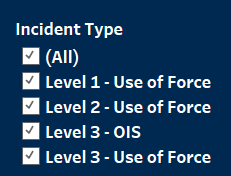 Incident Type
(All)
Level 1 - Use of Force
Level 2 - Use of Force
Level 3 - OIS
Level 3 - Use of Force